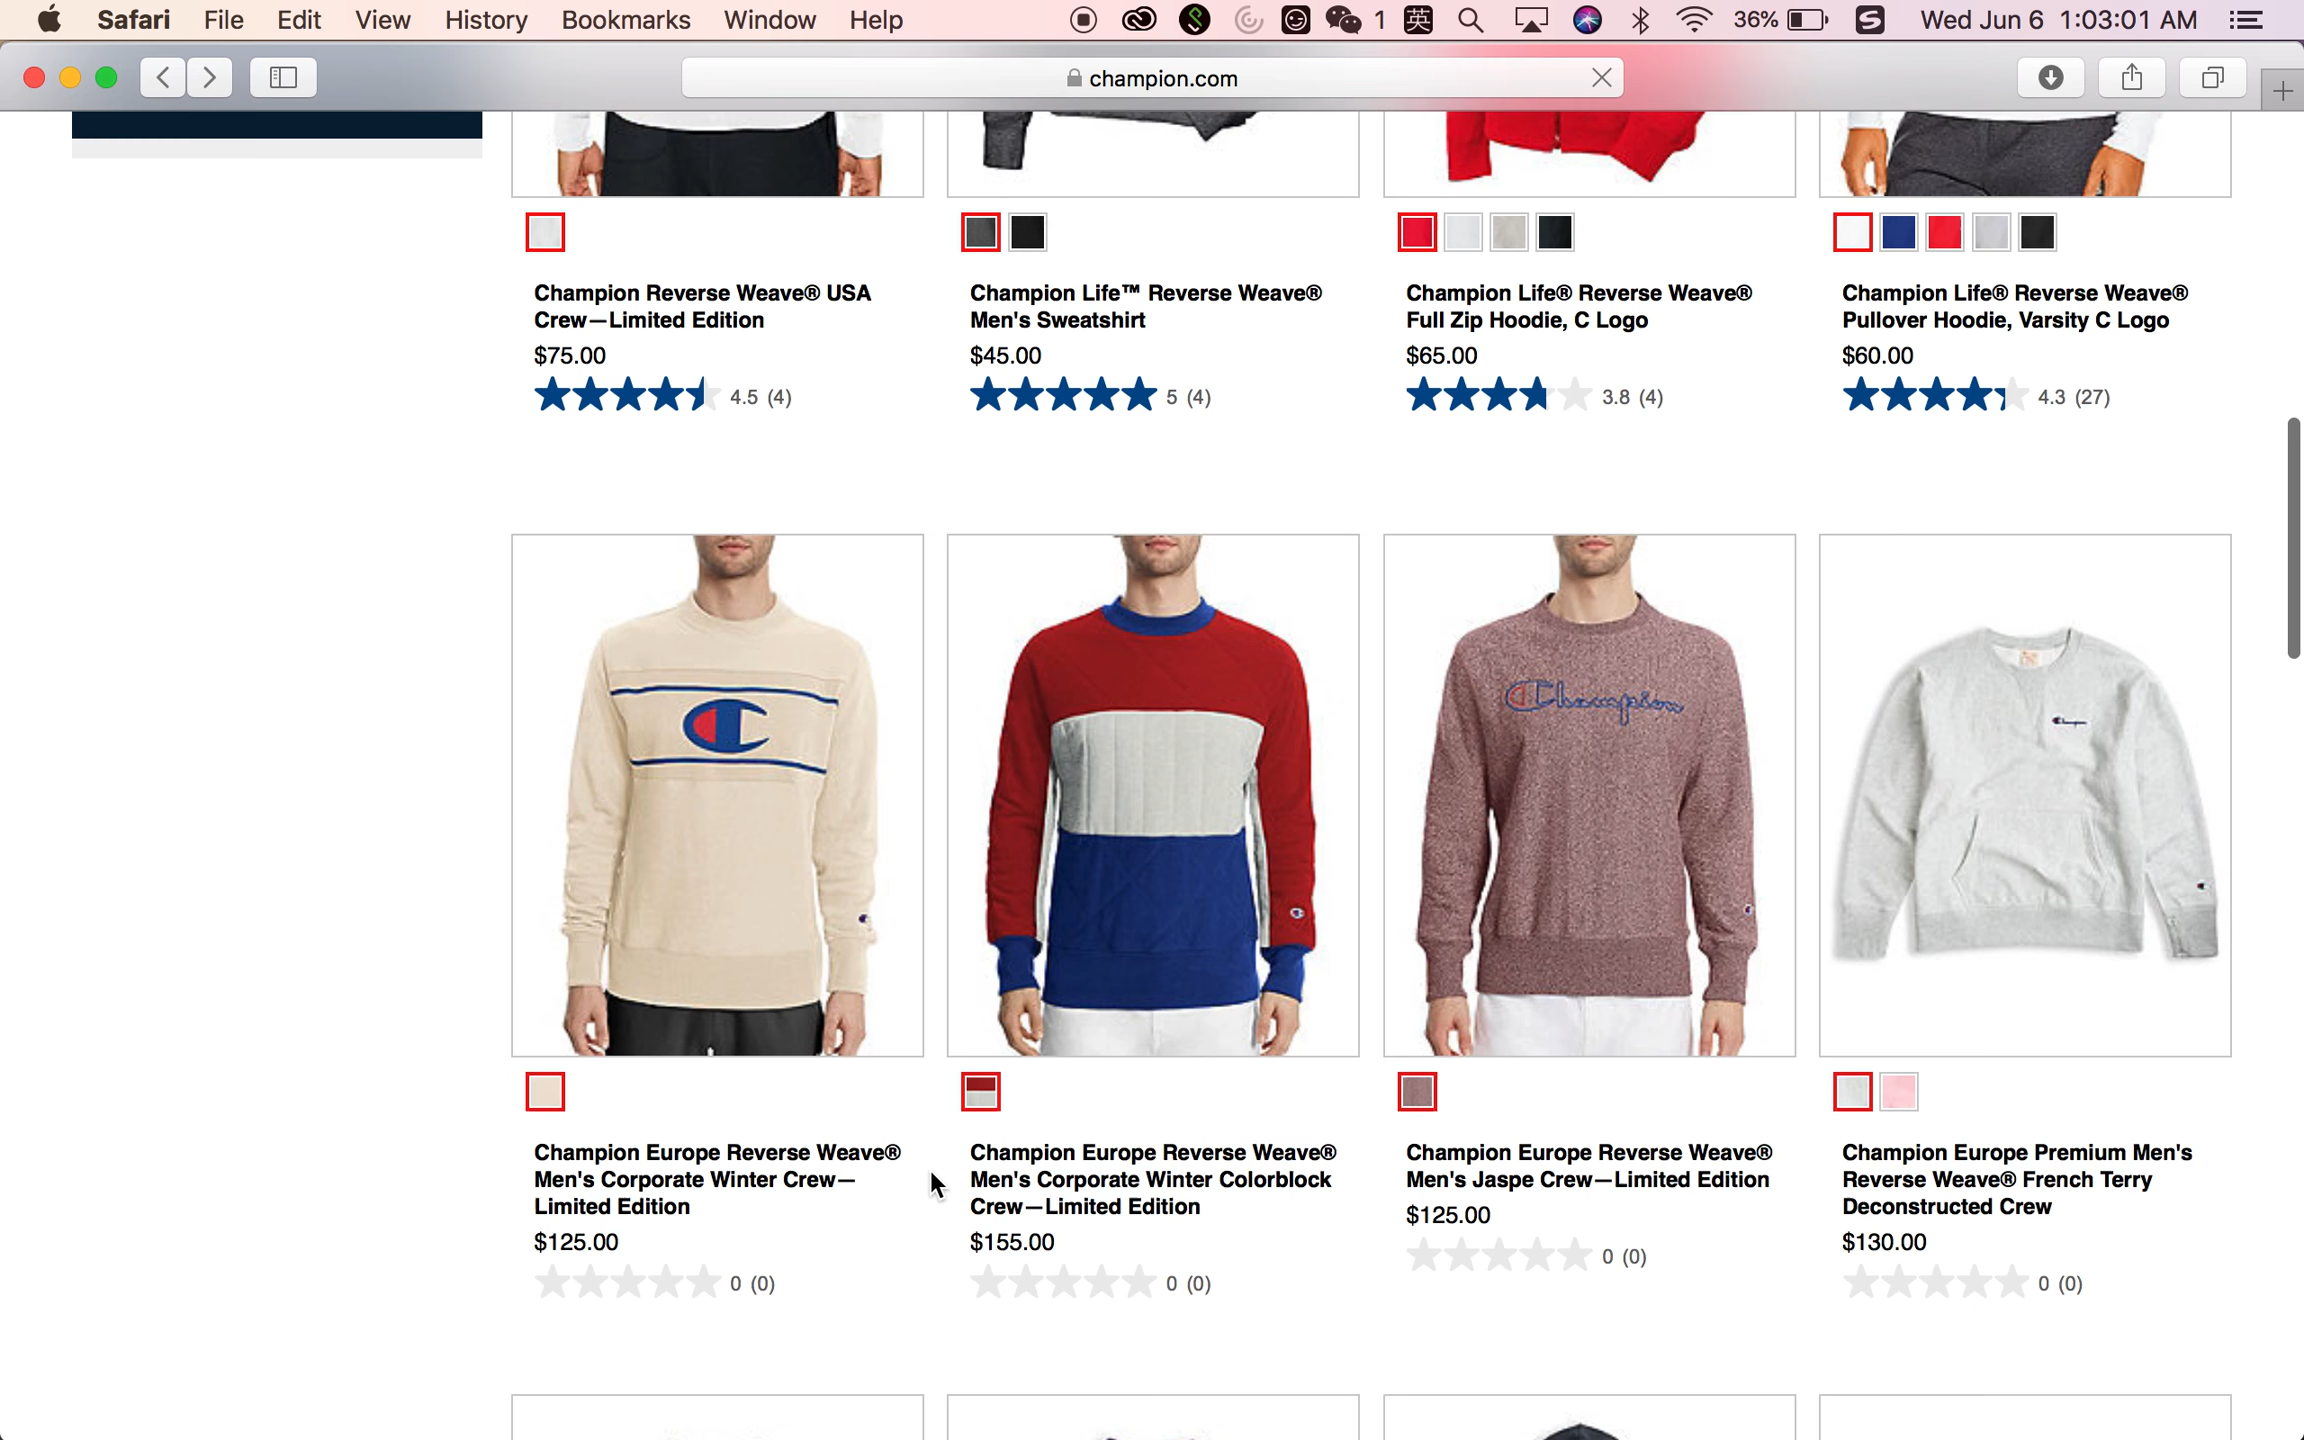 Safari File Edit View History Bookmarks Window Help 1 英 36% Wed Jun 6 1:03:01 AM
champion.com
Champion Reverse Weave® USA
Crew—Limited Edition
$75.00
4.5 (4)
Champion Life™ Reverse Weave®
Men's Sweatshirt
$45.00
5 (4)
Champion Life® Reverse Weave®
Full Zip Hoodie, C Logo
$65.00
3.8 (4)
Champion Life® Reverse Weave®
Pullover Hoodie, Varsity C Logo
$60.00
4.3 (27)
Champion
Champion
Champion Europe Reverse Weave®
Men's Corporate Winter Crew—
Limited Edition
$125.00
0 (0)
Champion Europe Reverse Weave®
Men's Corporate Winter Colorblock
Crew—Limited Edition
$155.00
0 (0)
Champion Europe Reverse Weave®
Men's Jaspe Crew—Limited Edition
$125.00
0 (0)
Champion Europe Premium Men's
Reverse Weave® French Terry
Deconstructed Crew
$130.00
0 (0)